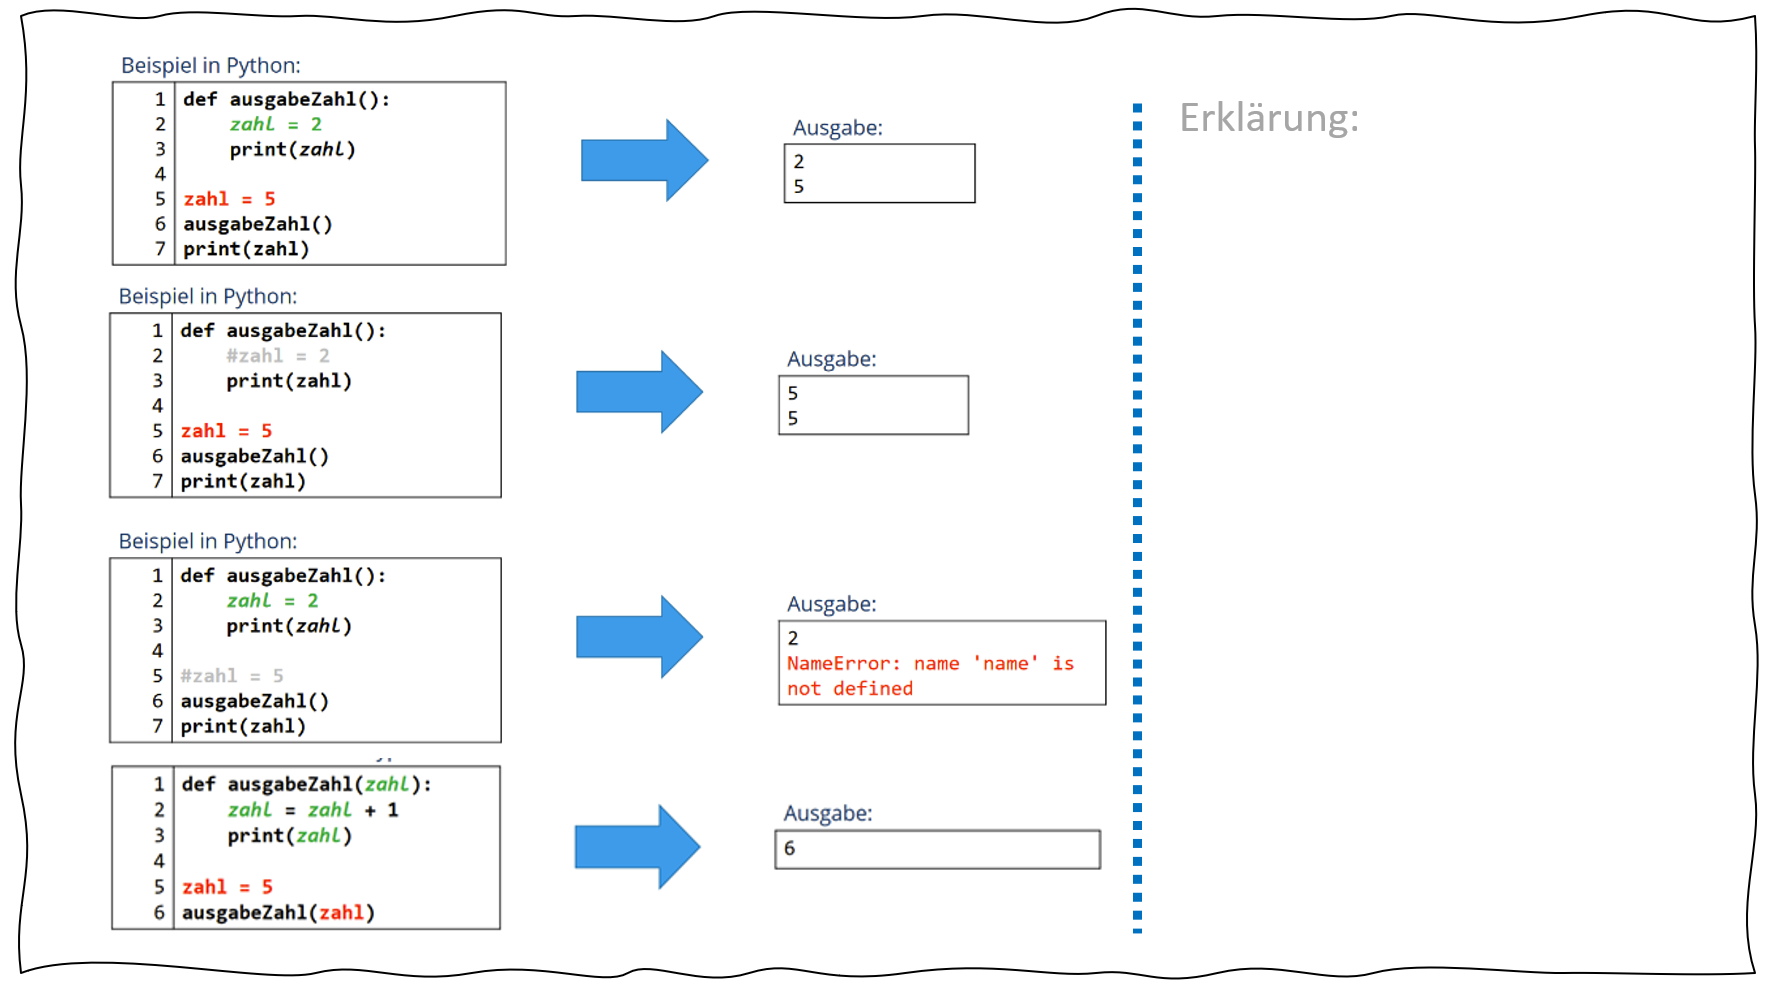 Beispiel in Python:
1 def ausgabeZahl():
2     zahl = 2
3     print(zahl)
4
5 zahl = 5
6 ausgabeZahl()
7 print(zahl)
Ausgabe:
2
5
Beispiel in Python:
1 def ausgabeZahl():
2     #zahl = 2
3     print(zahl)
4
5 zahl = 5
6 ausgabeZahl()
7 print(zahl)
Ausgabe:
5
5
Beispiel in Python:
1 def ausgabeZahl():
2     zahl = 2
3     print(zahl)
4
5 #zahl = 5
6 ausgabeZahl()
7 print(zahl)
Ausgabe:
2
NameError: name 'name' is
not defined
1 def ausgabeZahl(zahl):
2     zahl = zahl + 1
3     print(zahl)
4
5 zahl = 5
6 ausgabeZahl(zahl)
Ausgabe:
6
Erklärung: